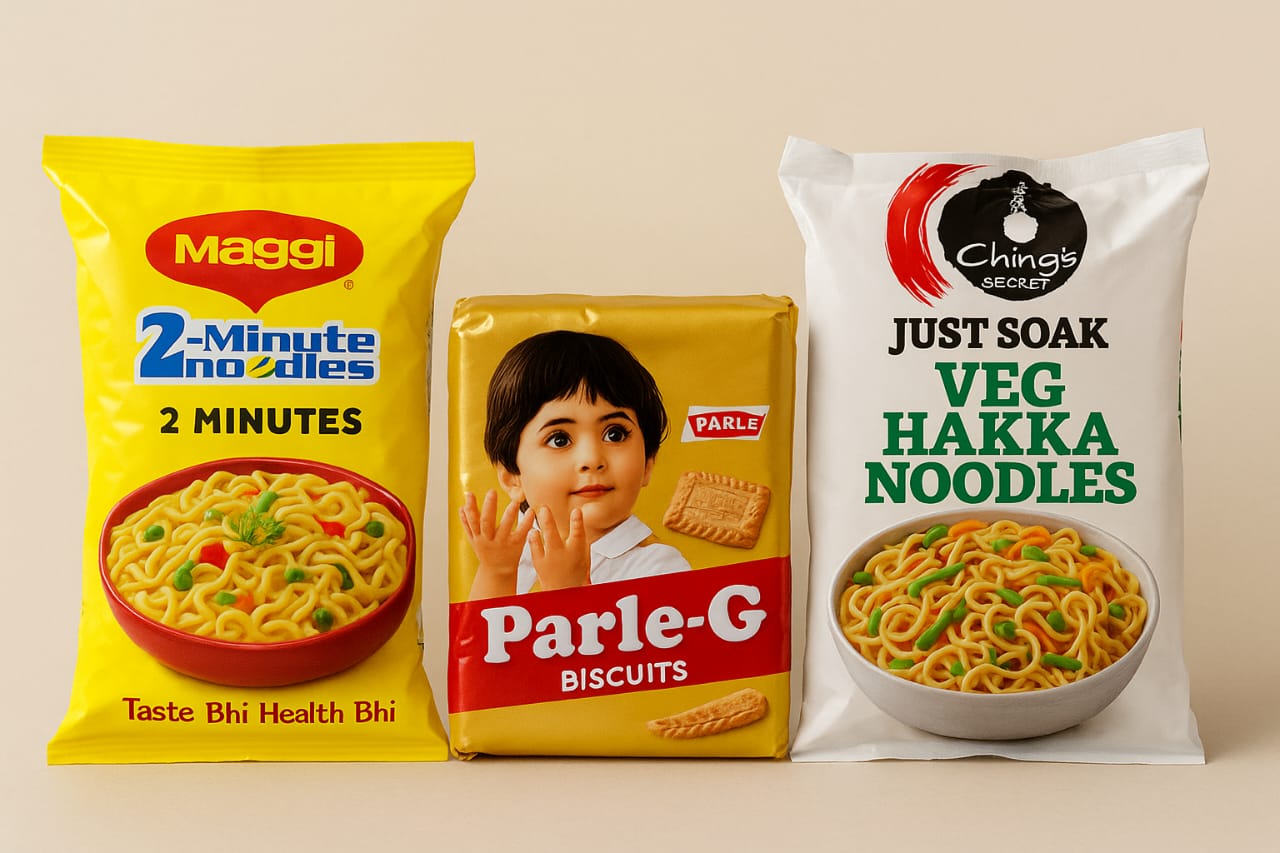 Maggi
2-Minute
noodles
2 MINUTES
Taste Bhi Health Bhi
PARLE
Parle-G
BISCUITS
Ching's
SECRET
JUST SOAK
VEG
HAKKA
NOODLES